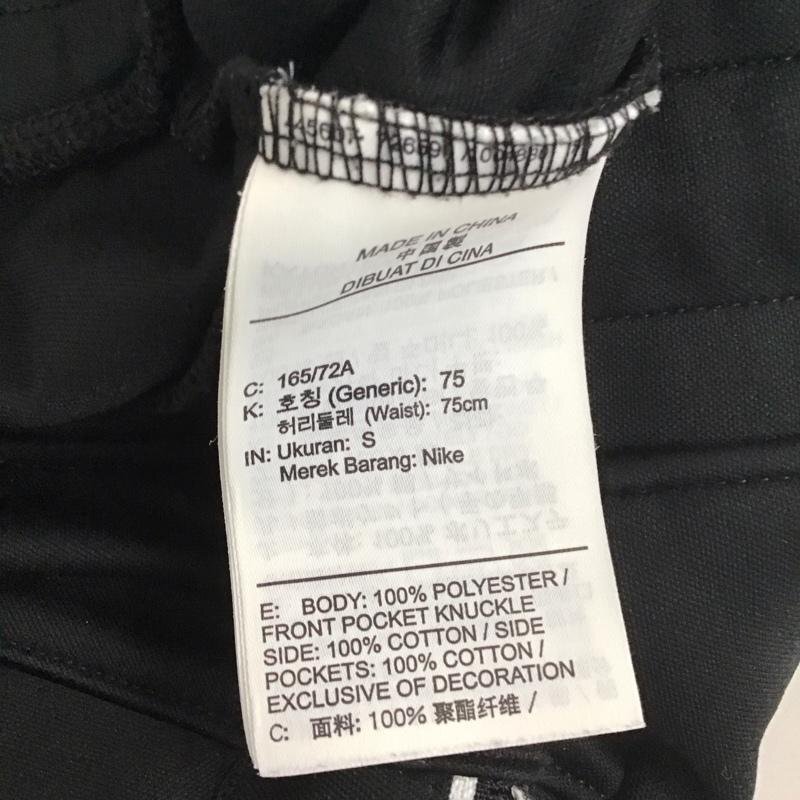 MADE IN CHINA
中国製
DIBUAT DI CINA
C: 165/72A
K: 호칭 (Generic): 75
허리둘레 (Waist): 75cm
IN: Ukuran: S
Merek Barang: Nike
E: BODY: 100% POLYESTER /
FRONT POCKET KNUCKLE
SIDE: 100% COTTON / SIDE
POCKETS: 100% COTTON /
EXCLUSIVE OF DECORATION
C: 面料: 100% 聚酯纤维 /